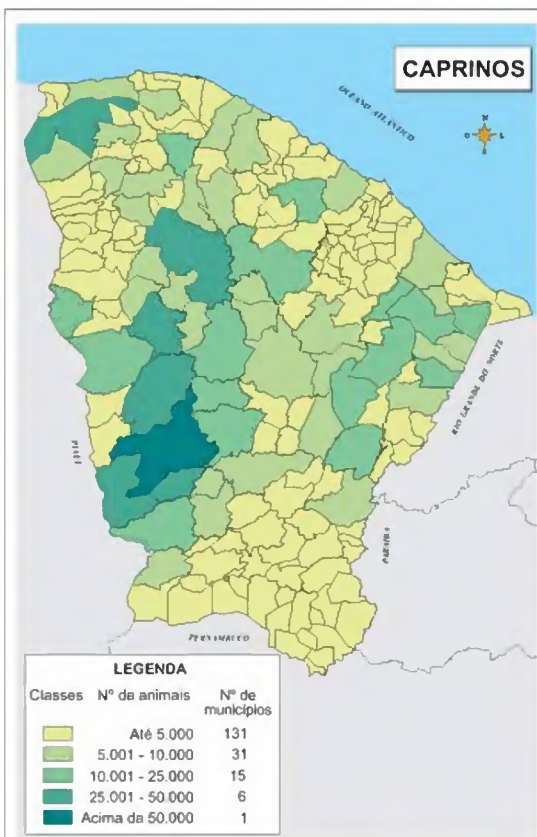 CAPRINOS
OCEANO ATLÂNTICO
N
O L
S
RIO GRANDE DO NORTE
PIAUÍ
PARAÍBA
PERNAMBUCO
LEGENDA
Classes Nº de animais Nº de municípios
Até 5.000 131
5.001 - 10.000 31
10.001 - 25.000 15
25.001 - 50.000 6
Acima de 50.000 1